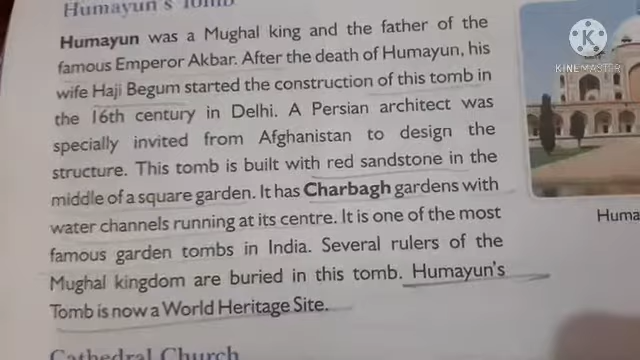 Humayun's Tomb
Humayun was a Mughal king and the father of the
famous Emperor Akbar. After the death of Humayun, his
wife Haji Begum started the construction of this tomb in
the 16th century in Delhi. A Persian architect was
specially invited from Afghanistan to design the
structure. This tomb is built with red sandstone in the
middle of a square garden. It has Charbagh gardens with
water channels running at its centre. It is one of the most
famous garden tombs in India. Several rulers of the
Mughal kingdom are buried in this tomb. Humayun's
Tomb is now a World Heritage Site.
Cathedral Church
Huma
KINEMASTER